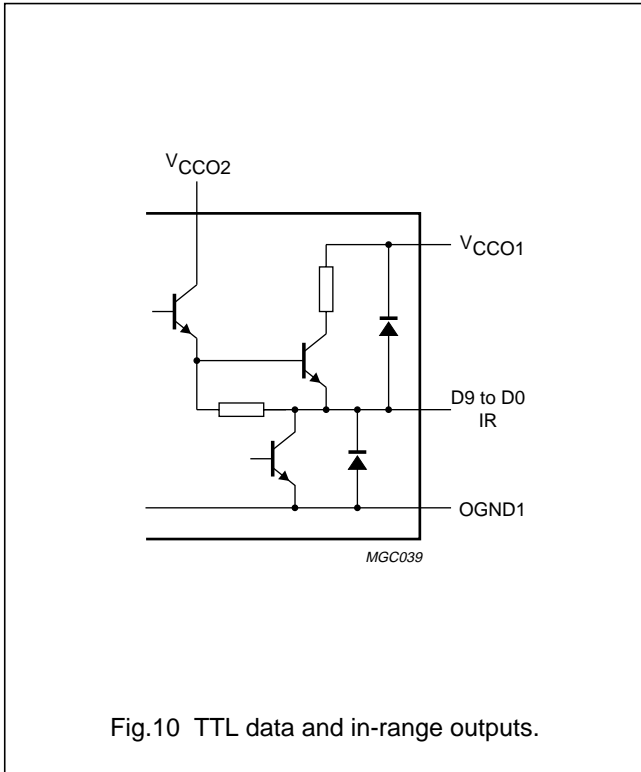 VCCO2
VCCO1
D9 to D0
IR
OGND1
MGC039
Fig.10 TTL data and in-range outputs.